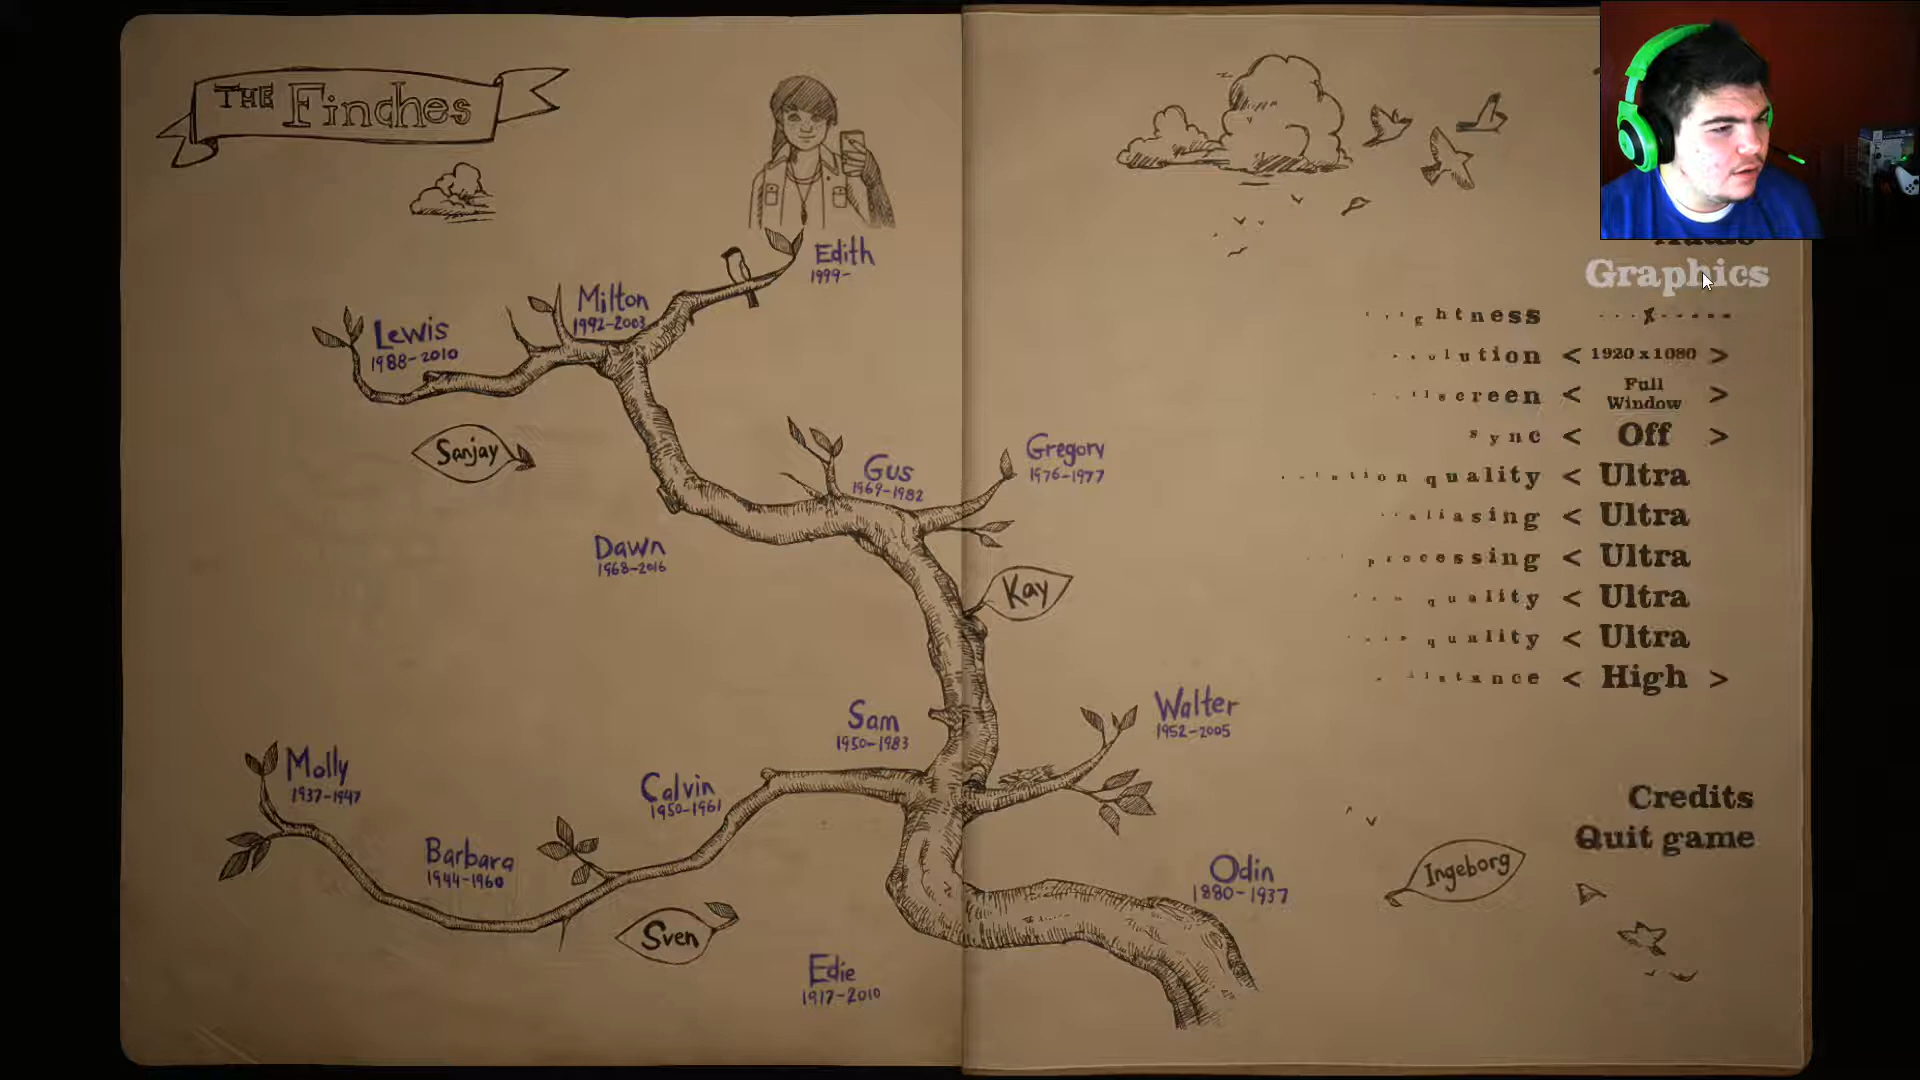 THE Finches
Edith
1999-
Milton
1992-2003
Lewis
1988-2010
Sanjay
Gus
1969-1982
Gregory
1976-1977
Dawn
1968-2016
Kay
Sam
1950-1983
Walter
1952-2005
Molly
1937-1947
Calvin
1950-1961
Barbara
1944-1960
Sven
Odin
1880-1937
Ingeborg
Edie
1917-2010
Graphics
ghtness
olution < 1920 x 1080 >
screen < Full Window >
sync < Off >
quality < Ultra
aliasing < Ultra
processing < Ultra
quality < Ultra
quality < Ultra
istance < High >
Credits
Quit game